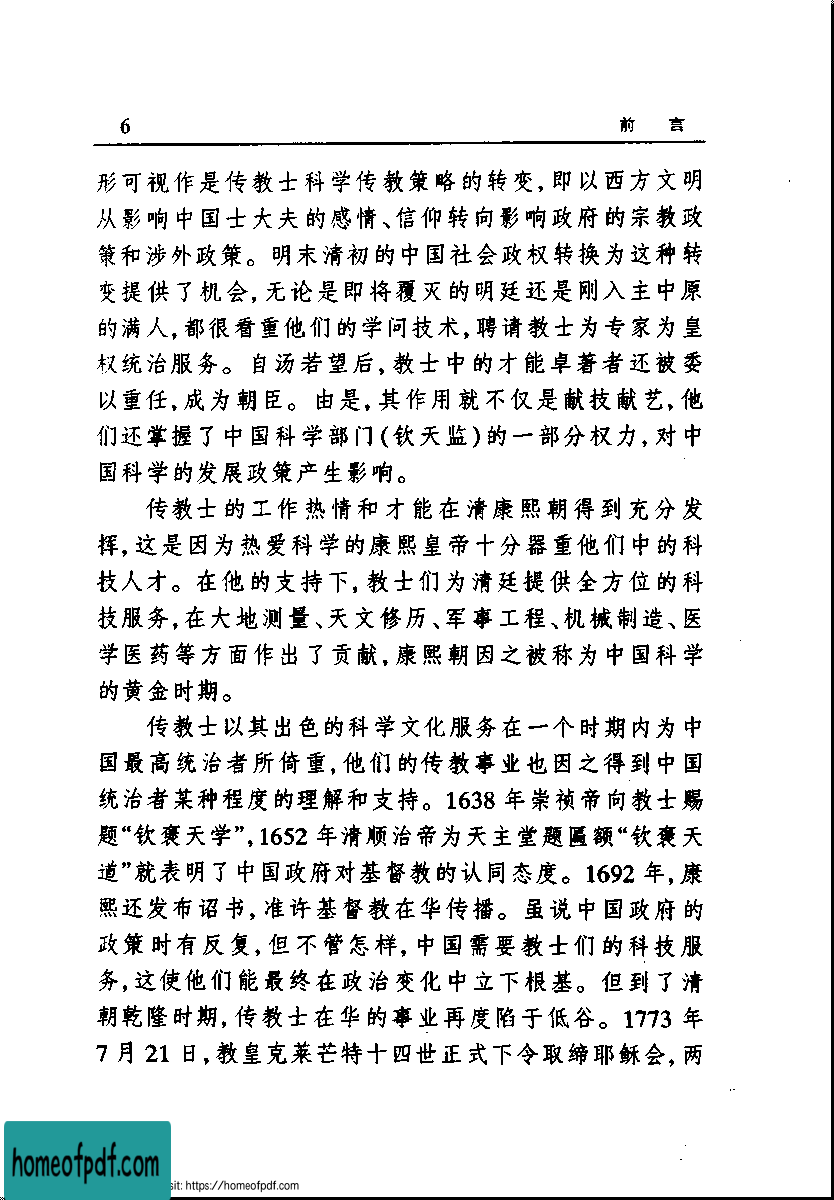 6 前 言
形可视作是传教士科学传教策略的转变,即以西方文明
从影响中国士大夫的感情、信仰转向影响政府的宗教政
策和涉外政策。明末清初的中国社会政权转换为这种转
变提供了机会,无论是即将覆灭的明廷还是刚入主中原
的满人,都很看重他们的学问技术,聘请教士为专家为皇
权统治服务。自汤若望后,教士中的才能卓著者还被委
以重任,成为朝臣。由是,其作用就不仅是献技献艺,他
们还掌握了中国科学部门(钦天监)的一部分权力,对中
国科学的发展政策产生影响。
传教士的工作热情和才能在清康熙朝得到充分发
挥,这是因为热爱科学的康熙皇帝十分器重他们中的科
技人才。在他的支持下,教士们为清廷提供全方位的科
技服务,在大地测量、天文修历、军事工程、机械制造、医
学医药等方面作出了贡献,康熙朝因之被称为中国科学
的黄金时期。
传教士以其出色的科学文化服务在一个时期内为中
国最高统治者所倚重,他们的传教事业也因之得到中国
统治者某种程度的理解和支持。1638 年崇祯帝向教士赐
题“钦褒天学”,1652 年清顺治帝为天主堂题匾额“钦褒天
道”就表明了中国政府对基督教的认同态度。1692 年,康
熙还发布诏书,准许基督教在华传播。虽说中国政府的
政策时有反复,但不管怎样,中国需要教士们的科技服
务,这使他们能最终在政治变化中立下根基。但到了清
朝乾隆时期,传教士在华的事业再度陷于低谷。1773 年
7 月 21 日,教皇克莱芒特十四世正式下令取缔耶稣会,两
homeofpdf.com
sit: https://homeofpdf.com